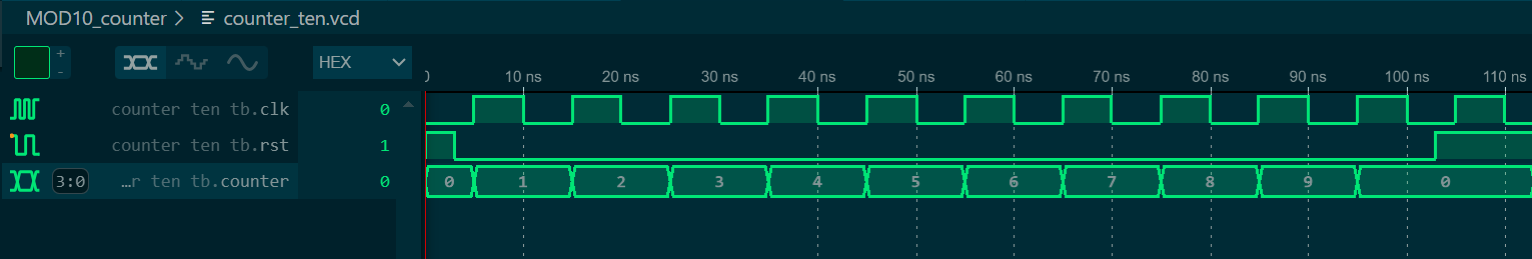 MOD10_counter > counter_ten.vcd
+
-
HEX
0 10 ns 20 ns 30 ns 40 ns 50 ns 60 ns 70 ns 80 ns 90 ns 100 ns 110 ns
counter ten tb.clk 0
counter ten tb.rst 1
3:0 …r ten tb.counter 0 0 1 2 3 4 5 6 7 8 9 0